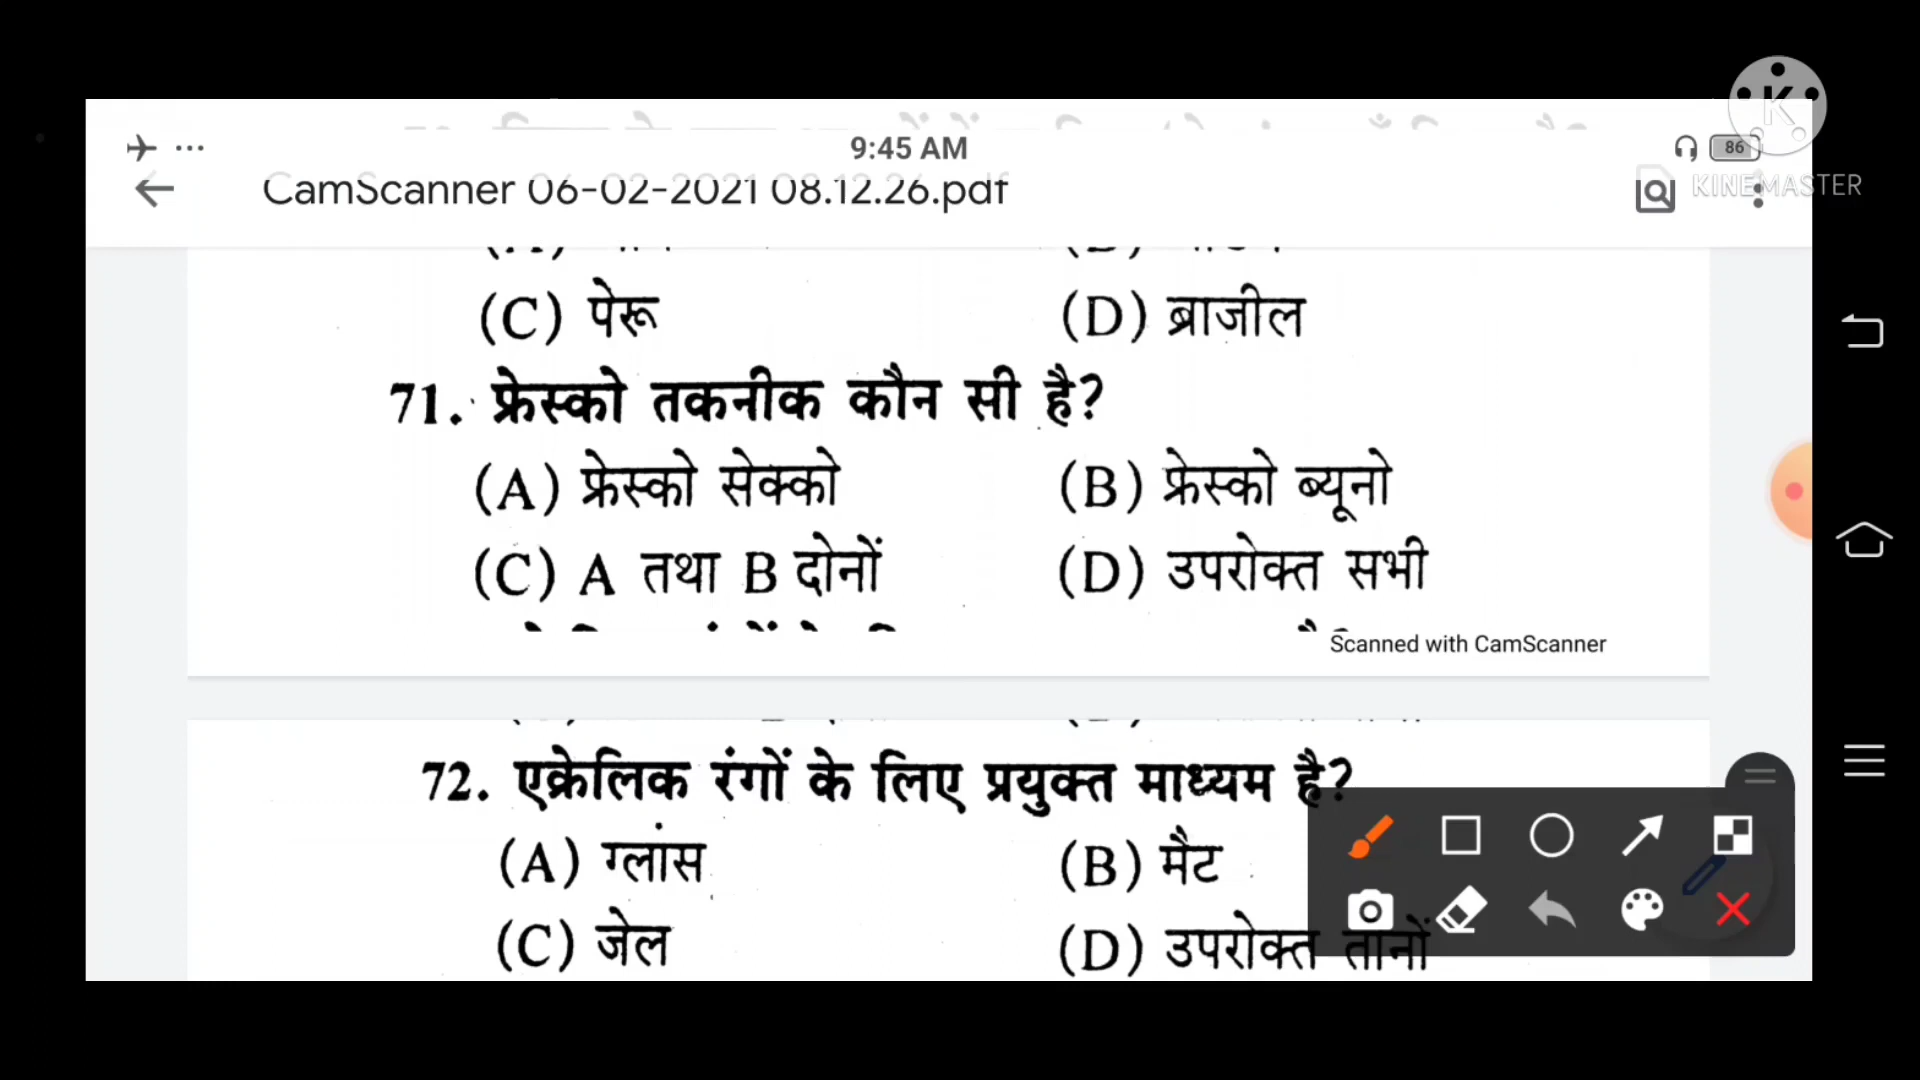 9:45 AM
86
CamScanner 06-02-2021 08.12.26.pdf
KINEMASTER
(C) पेरू (D) ब्राजील
71. फ्रेस्को तकनीक कौन सी है?
(A) फ्रेस्को सेक्को (B) फ्रेस्को ब्यूनो
(C) A तथा B दोनों (D) उपरोक्त सभी
Scanned with CamScanner
72. एक्रेलिक रंगों के लिए प्रयुक्त माध्यम है?
(A) ग्लांस (B) मैट
(C) जेल (D) उपरोक्त